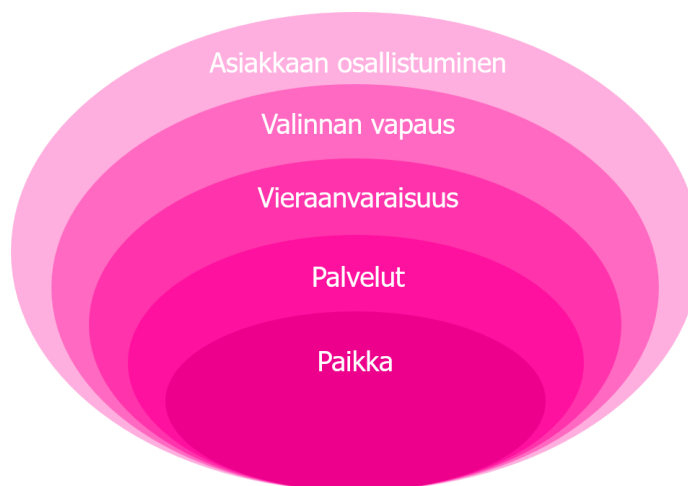 Asiakkaan osallistuminen
Valinnan vapaus
Vieraanvaraisuus
Palvelut
Paikka